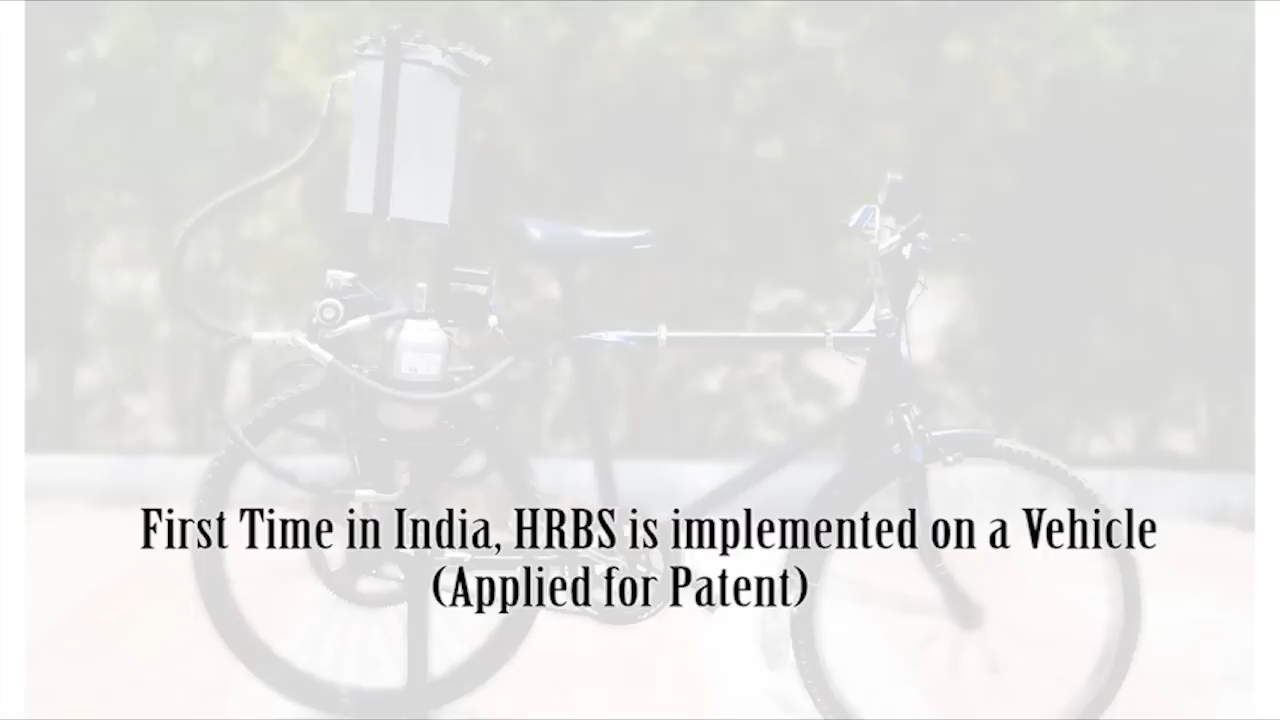 First Time in India, HRBS is implemented on a Vehicle
(Applied for Patent)